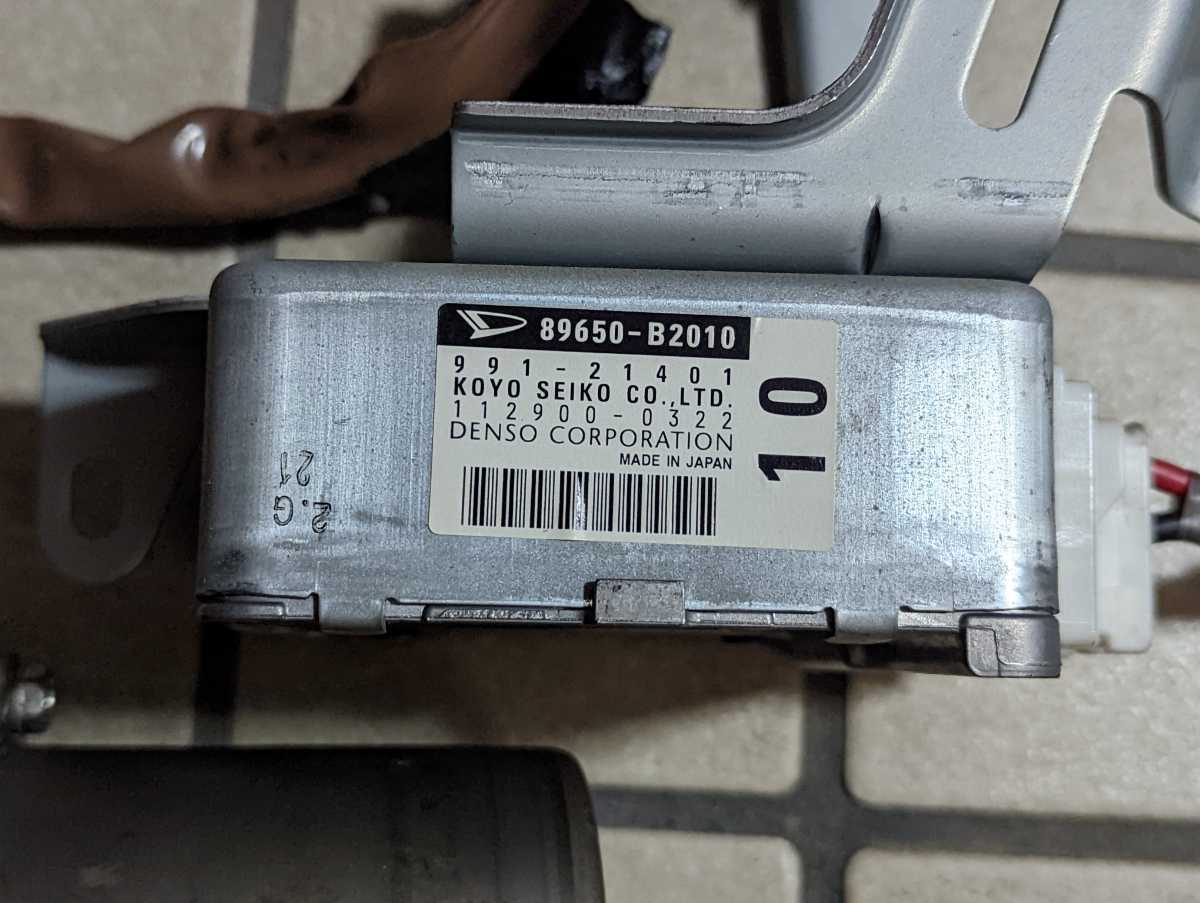 89650-B2010
991-21401
KOYO SEIKO CO.,LTD.
112900-0322
DENSO CORPORATION
MADE IN JAPAN
10
2.G
21